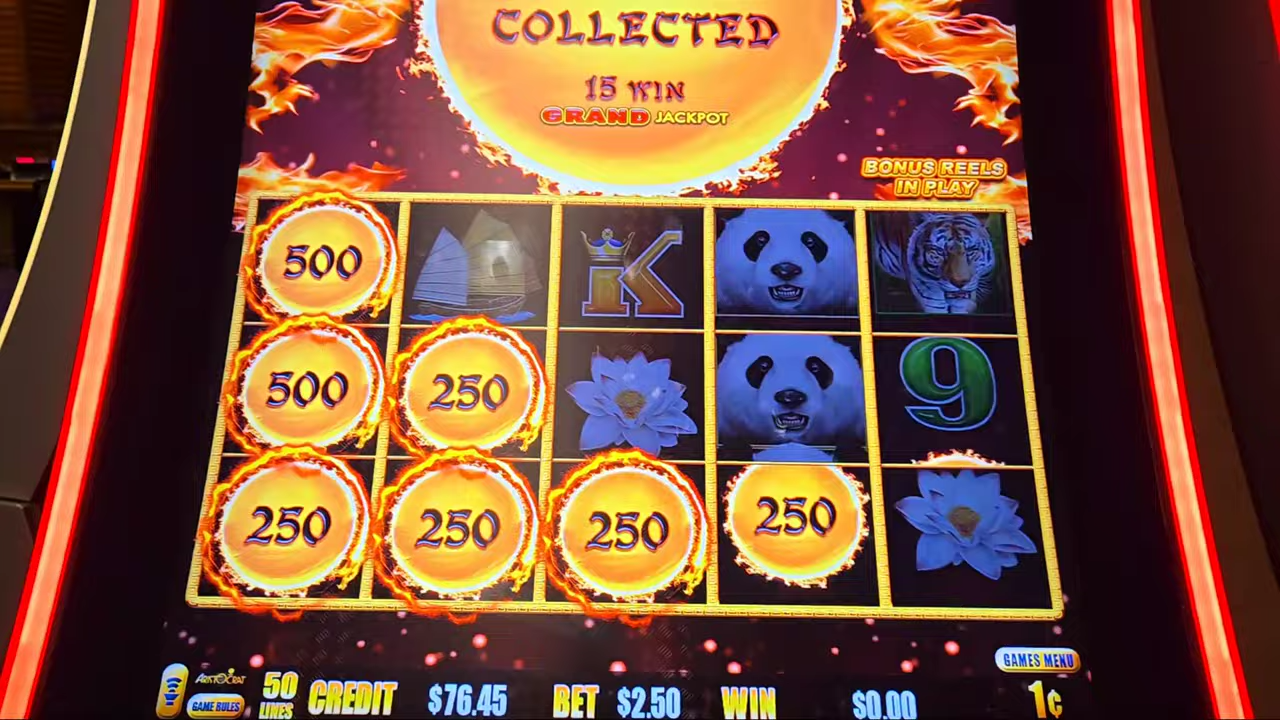 COLLECTED
15 WIN
GRAND JACKPOT
BONUS REELS
IN PLAY
500
K
500
250
9
250
250
250
250
GAMES MENU
ARISTOCRAT
GAME RULES
50
LINES
CREDIT
$76.45
BET
$2.50
WIN
$0.00
1¢